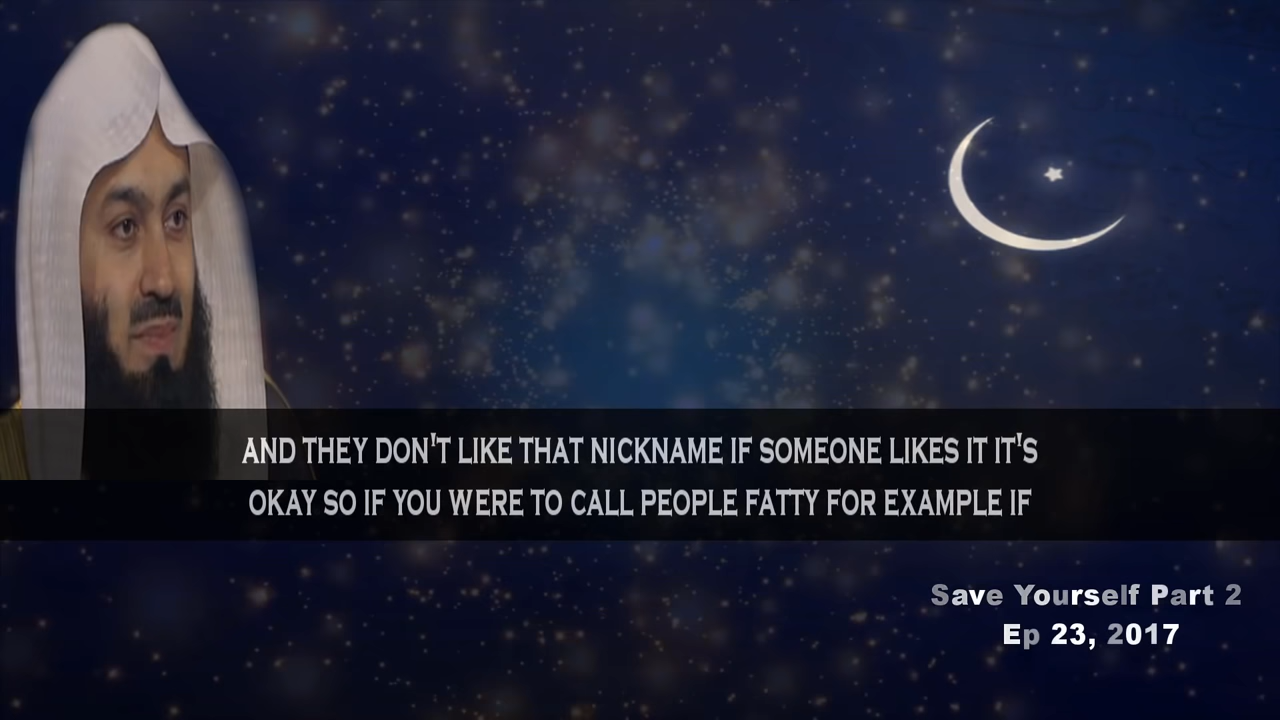 AND THEY DON'T LIKE THAT NICKNAME IF SOMEONE LIKES IT IT'S
OKAY SO IF YOU WERE TO CALL PEOPLE FATTY FOR EXAMPLE IF
Save Yourself Part 2
Ep 23, 2017